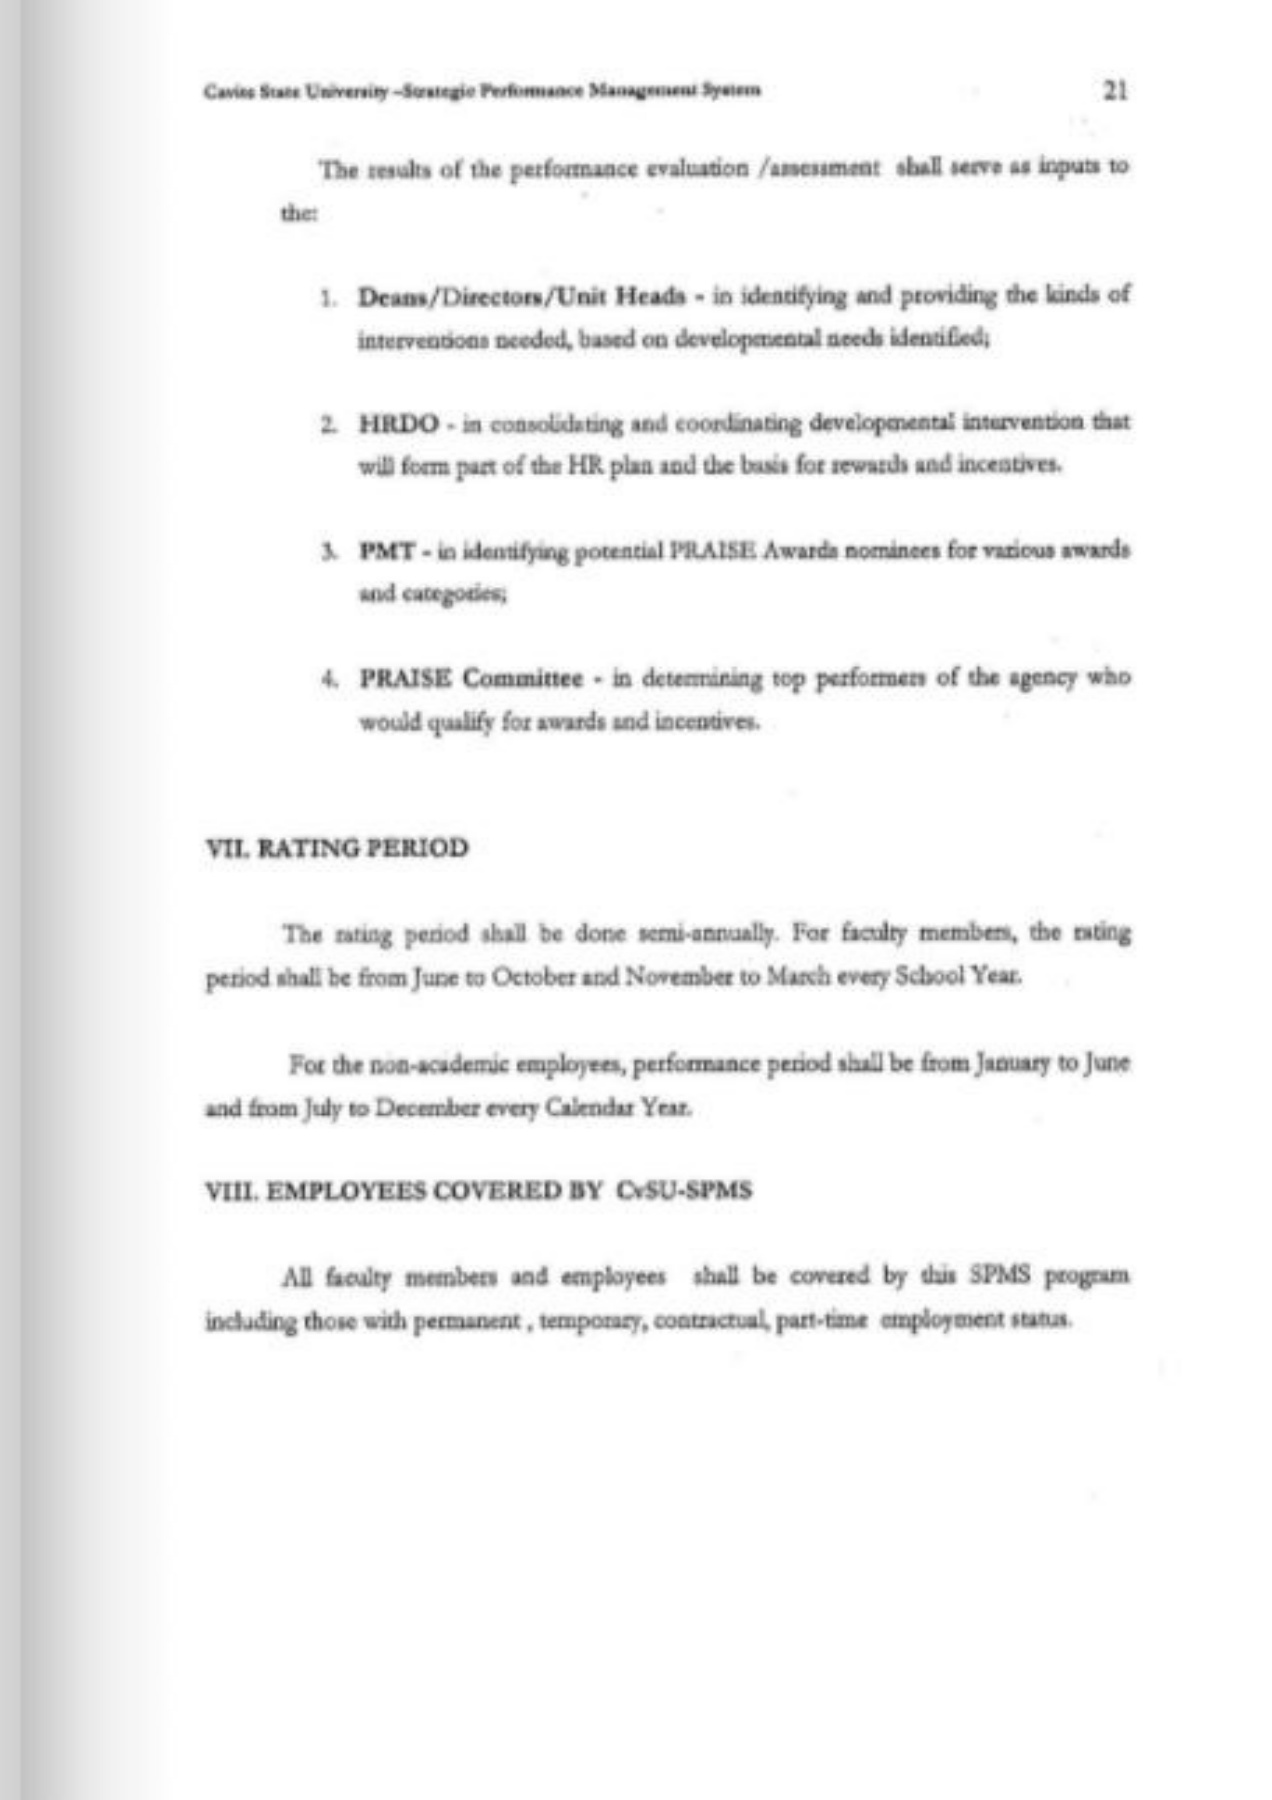 Cavite State University –Strategic Performance Management System 21
The results of the performance evaluation /assessment shall serve as inputs to
the:
1. Deans/Directors/Unit Heads - in identifying and providing the kinds of
interventions needed, based on developmental needs identified;
2. HRDO - in consolidating and coordinating developmental intervention that
will form part of the HR plan and the basis for rewards and incentives.
3. PMT - in identifying potential PRAISE Awards nominees for various awards
and categories;
4. PRAISE Committee - in determining top performers of the agency who
would qualify for awards and incentives.
VII. RATING PERIOD
The rating period shall be done semi-annually. For faculty members, the rating
period shall be from June to October and November to March every School Year.
For the non-academic employees, performance period shall be from January to June
and from July to December every Calendar Year.
VIII. EMPLOYEES COVERED BY CvSU-SPMS
All faculty members and employees shall be covered by this SPMS program
including those with permanent , temporary, contractual, part-time employment status.